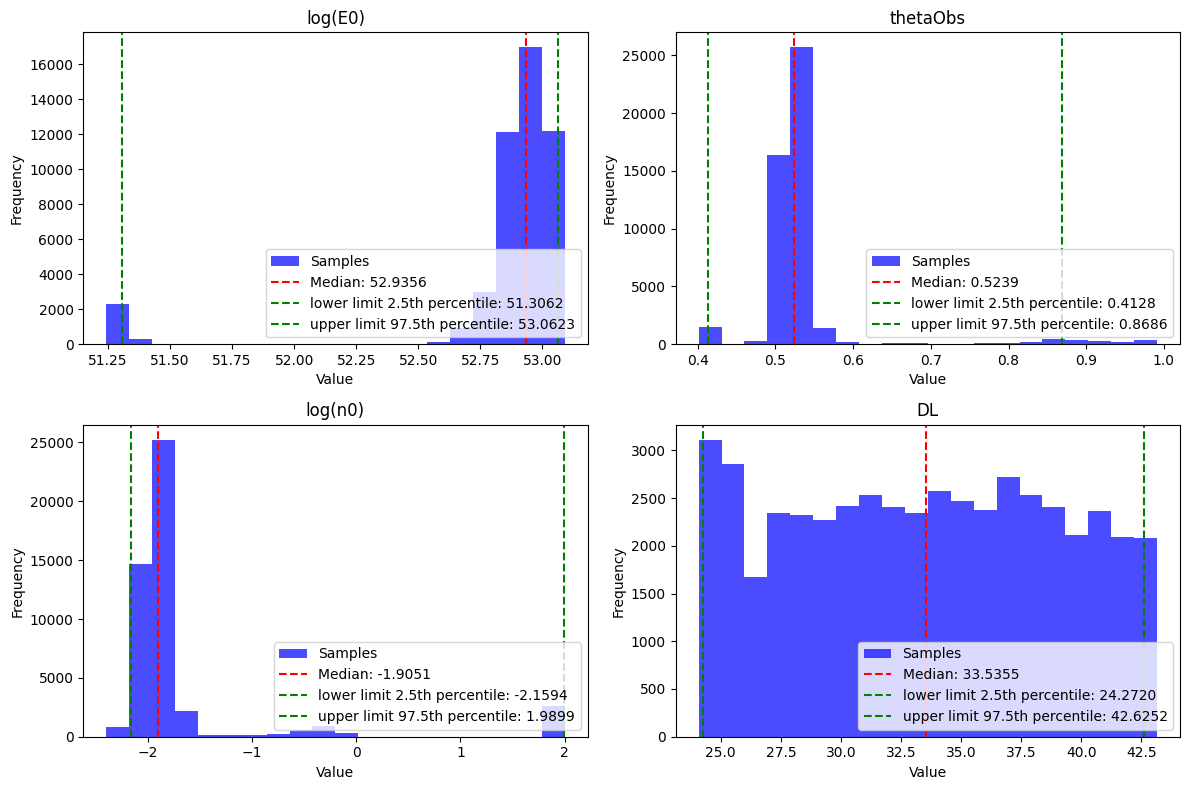 log(E0)
16000
14000
12000
10000
8000
6000
4000
2000
0
Frequency
Samples
Median: 52.9356
lower limit 2.5th percentile: 51.3062
upper limit 97.5th percentile: 53.0623
51.25 51.50 51.75 52.00 52.25 52.50 52.75 53.00
Value
thetaObs
25000
20000
15000
10000
5000
0
Frequency
Samples
Median: 0.5239
lower limit 2.5th percentile: 0.4128
upper limit 97.5th percentile: 0.8686
0.4 0.5 0.6 0.7 0.8 0.9 1.0
Value
log(n0)
25000
20000
15000
10000
5000
0
Frequency
Samples
Median: -1.9051
lower limit 2.5th percentile: -2.1594
upper limit 97.5th percentile: 1.9899
−2 −1 0 1 2
Value
DL
3000
2500
2000
1500
1000
500
0
Frequency
Samples
Median: 33.5355
lower limit 2.5th percentile: 24.2720
upper limit 97.5th percentile: 42.6252
25.0 27.5 30.0 32.5 35.0 37.5 40.0 42.5
Value